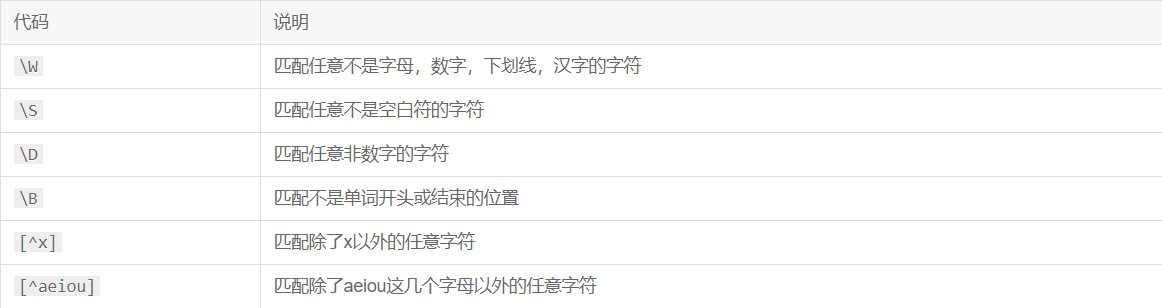 代码 说明
\W 匹配任意不是字母，数字，下划线，汉字的字符
\S 匹配任意不是空白符的字符
\D 匹配任意非数字的字符
\B 匹配不是单词开头或结束的位置
[^x] 匹配除了x以外的任意字符
[^aeiou] 匹配除了aeiou这几个字母以外的任意字符